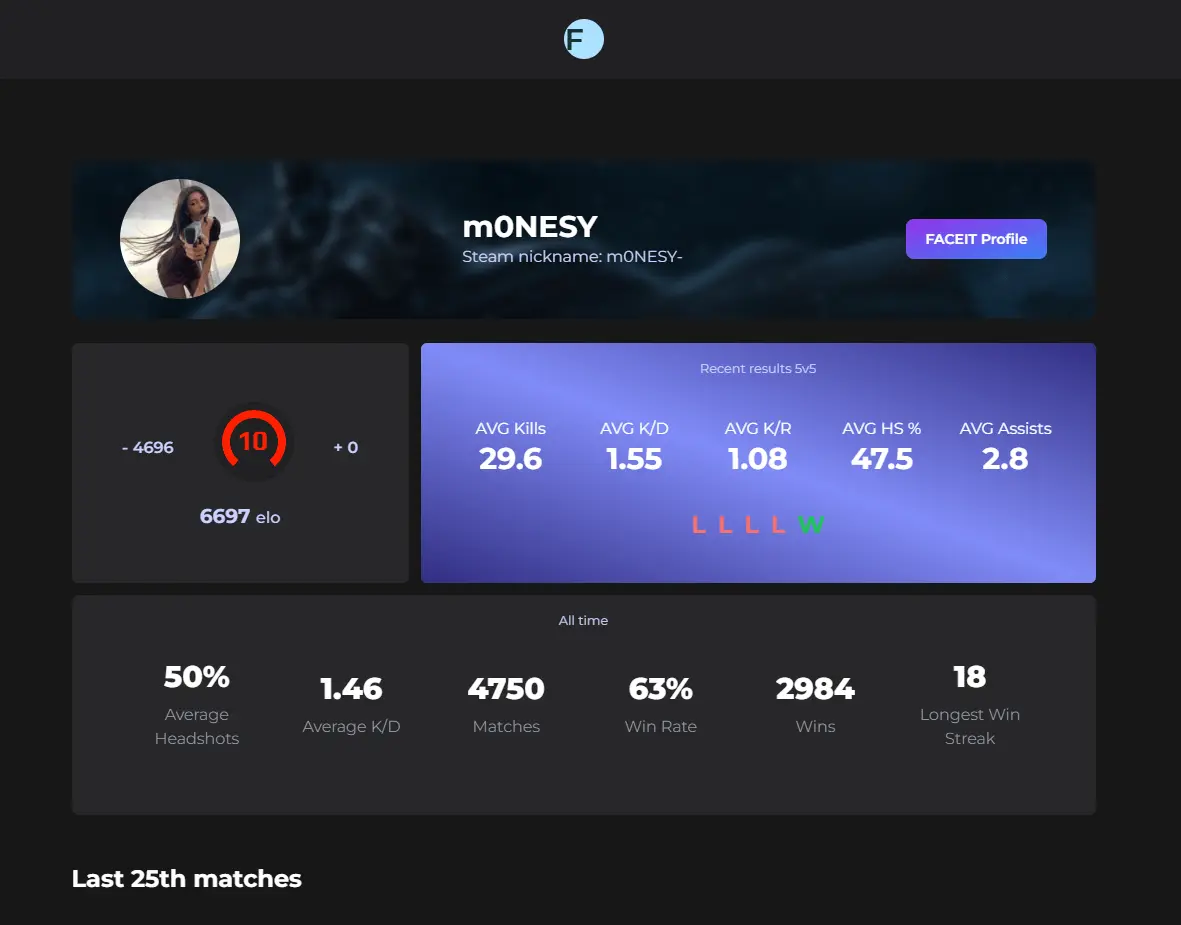 F
m0NESY
Steam nickname: m0NESY-
FACEIT Profile
- 4696
10
+ 0
6697 elo
Recent results 5v5
AVG Kills AVG K/D AVG K/R AVG HS % AVG Assists
29.6 1.55 1.08 47.5 2.8
L L L L W
All time
50% 1.46 4750 63% 2984 18
Average Headshots Average K/D Matches Win Rate Wins Longest Win Streak
Last 25th matches